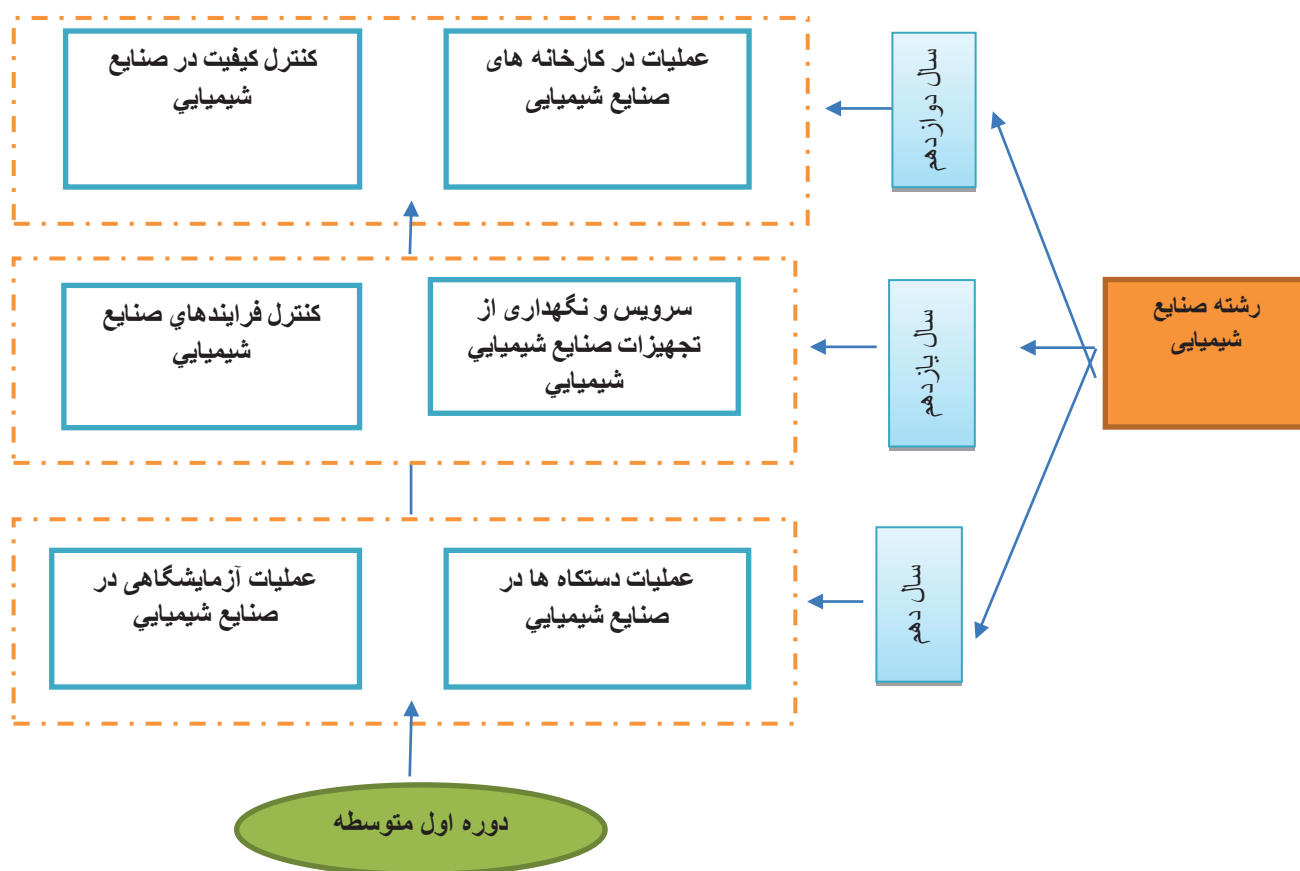 عملیات در کارخانه های
صنایع شیمیایی
کنترل کیفیت در صنایع
شیمیایي
سال دوازدهم
سرویس و نگهداری از
تجهیزات صنایع شیمیایي
شیمیایي
کنترل فرایندهاي صنایع
شیمیایي
سال یازدهم
رشته صنایع
شیمیایی
عملیات دستکاه ها در
صنایع شیمیایي
عملیات آزمایشگاهی در
صنایع شیمیایي
سال دهم
دوره اول متوسطه